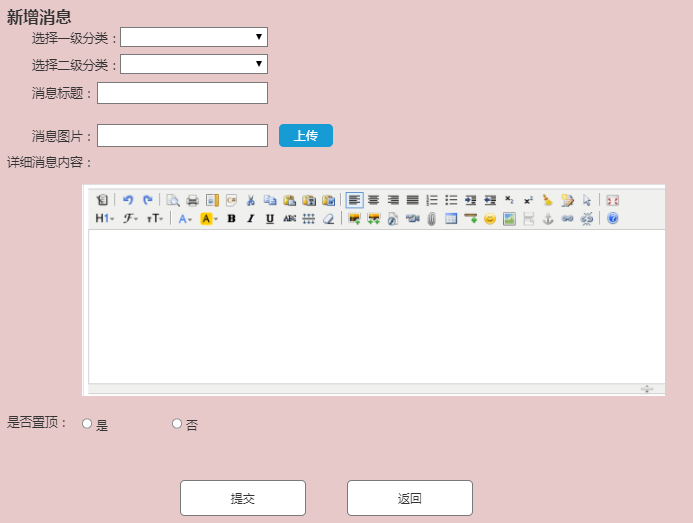 新增消息
选择一级分类：
选择二级分类：
消息标题：
消息图片： 上传
详细消息内容：
H1 ℱ тT A A B I U ABC
是否置顶： 是 否
提交 返回